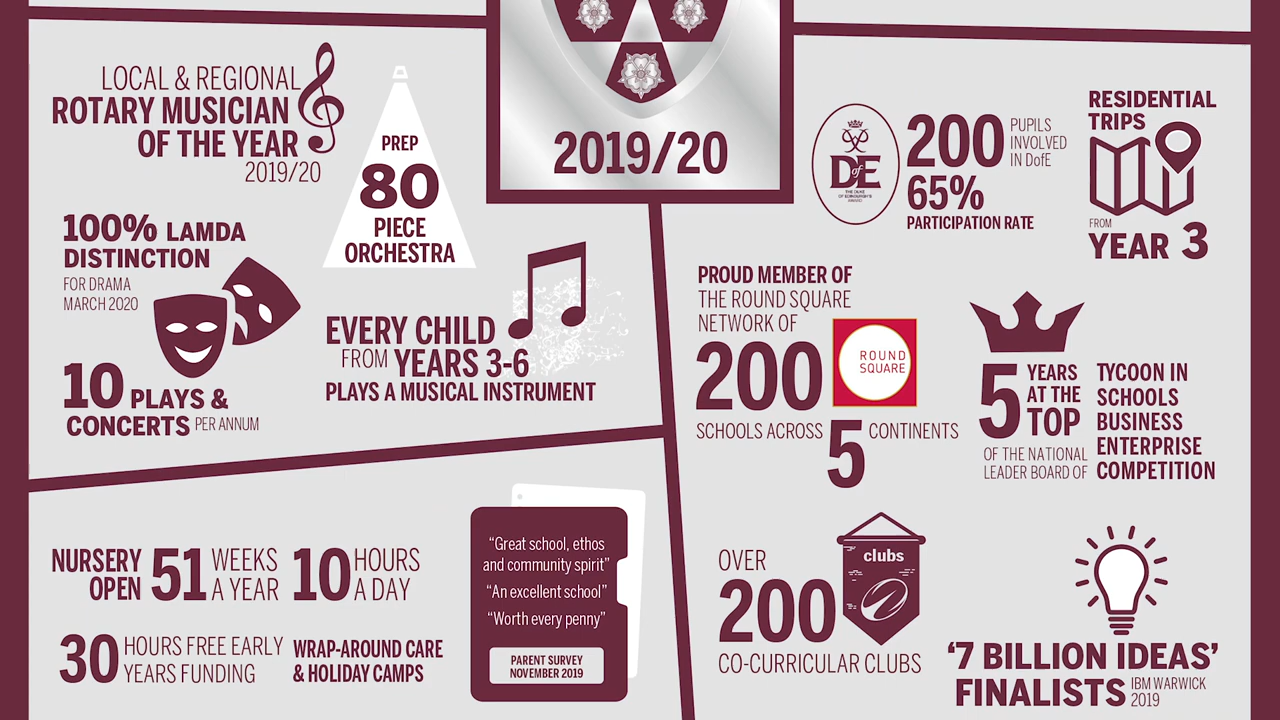 2019/20
LOCAL & REGIONAL
ROTARY MUSICIAN
OF THE YEAR
2019/20
PREP
80
PIECE
ORCHESTRA
100% LAMDA
DISTINCTION
FOR DRAMA
MARCH 2020
10 PLAYS &
CONCERTS PER ANNUM
EVERY CHILD
FROM YEARS 3-6
PLAYS A MUSICAL INSTRUMENT
DofE
THE DUKE
OF EDINBURGH'S
AWARD
200 PUPILS
INVOLVED
IN DofE
65%
PARTICIPATION RATE
RESIDENTIAL
TRIPS
FROM
YEAR 3
PROUD MEMBER OF
THE ROUND SQUARE
NETWORK OF
200
SCHOOLS ACROSS 5 CONTINENTS
ROUND
SQUARE
5 YEARS
AT THE
TOP
OF THE NATIONAL
LEADER BOARD OF
TYCOON IN
SCHOOLS
BUSINESS
ENTERPRISE
COMPETITION
NURSERY
OPEN 51 WEEKS
A YEAR
10 HOURS
A DAY
30 HOURS FREE EARLY
YEARS FUNDING
WRAP-AROUND CARE
& HOLIDAY CAMPS
“Great school, ethos
and community spirit”
“An excellent school”
“Worth every penny”
PARENT SURVEY
NOVEMBER 2019
OVER
200
CO-CURRICULAR CLUBS
clubs
‘7 BILLION IDEAS’
FINALISTS IBM WARWICK
2019